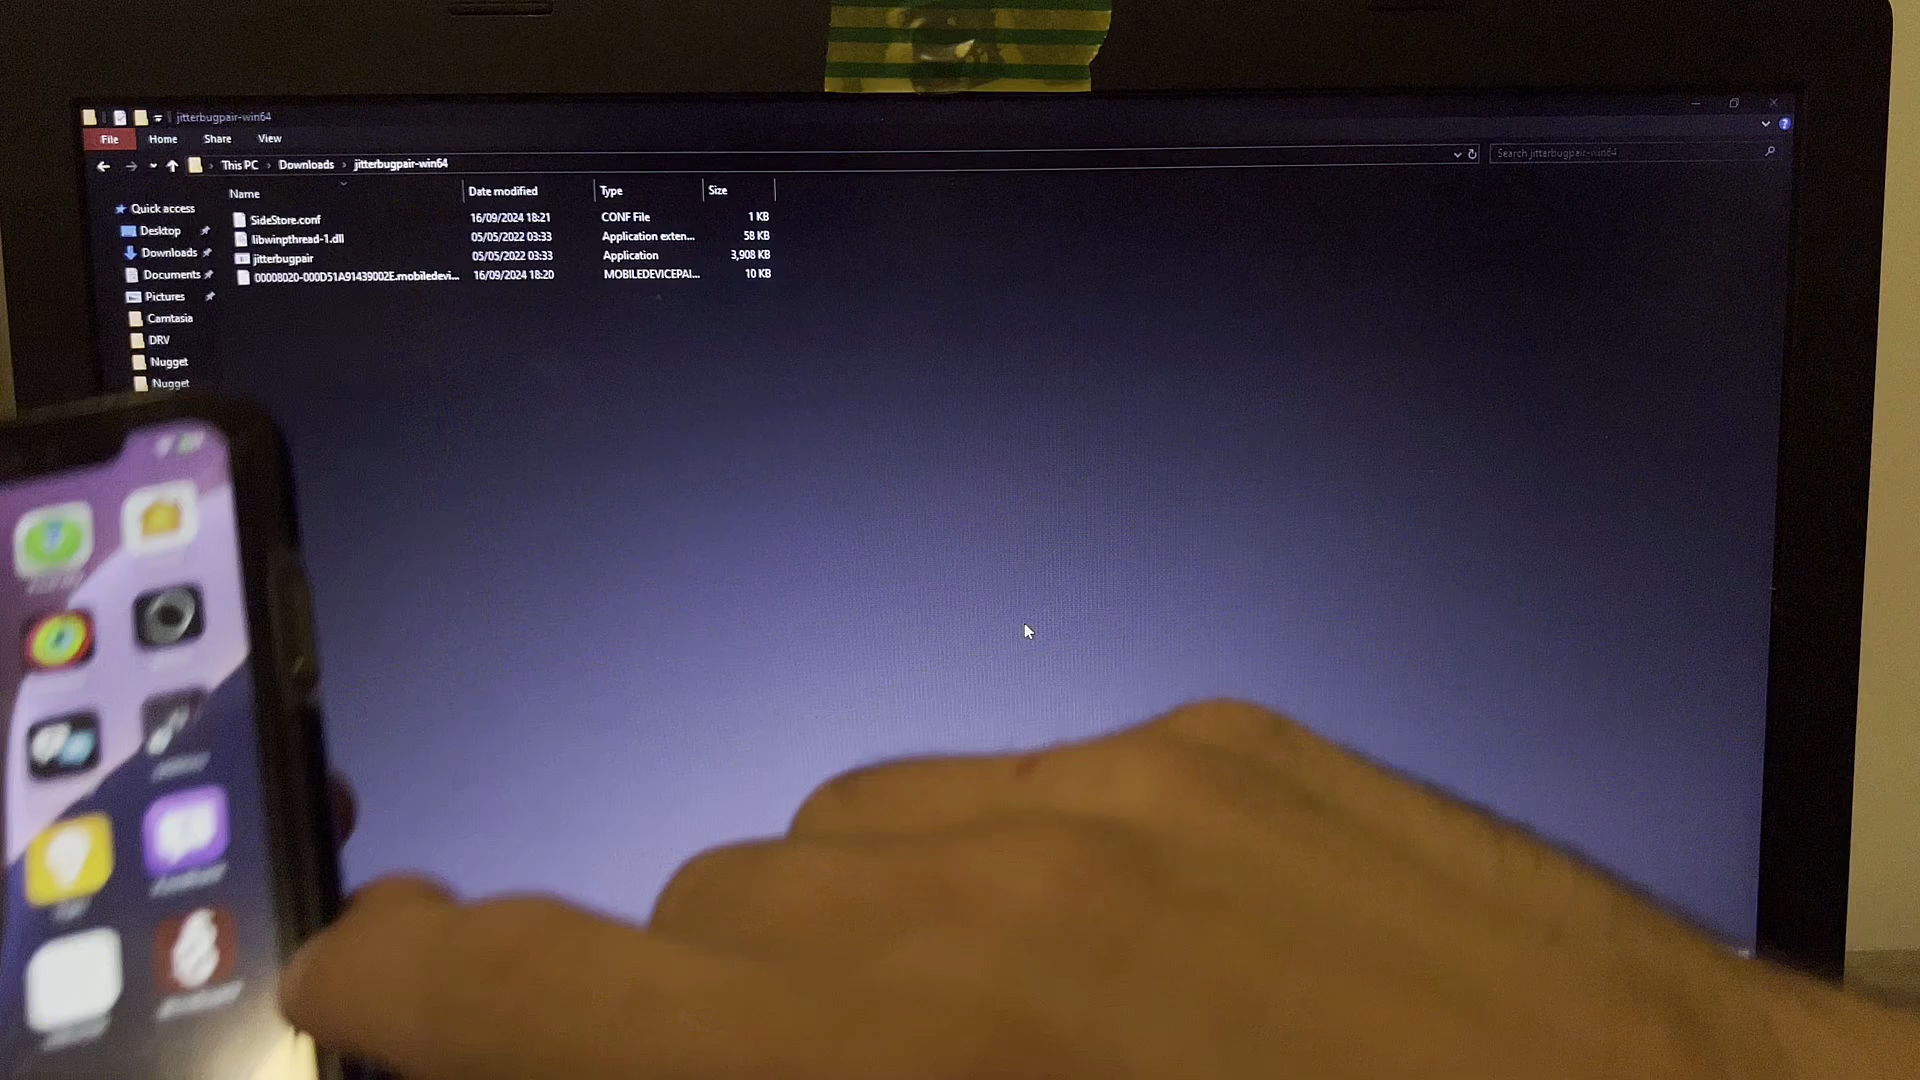 jitterbugpair-win64
File Home Share View
This PC › Downloads › jitterbugpair-win64
Search jitterbugpair-win64
Name Date modified Type Size
Quick access
Desktop
Downloads
Documents
Pictures
Camtasia
DRV
Nugget
Nugget
SideStore.conf 16/09/2024 18:21 CONF File 1 KB
libwinpthread-1.dll 05/05/2022 03:33 Application exten... 58 KB
jitterbugpair 05/05/2022 03:33 Application 3,908 KB
00008020-000D51A91439002E.mobiledevi... 16/09/2024 18:20 MOBILEDEVICEPAI... 10 KB